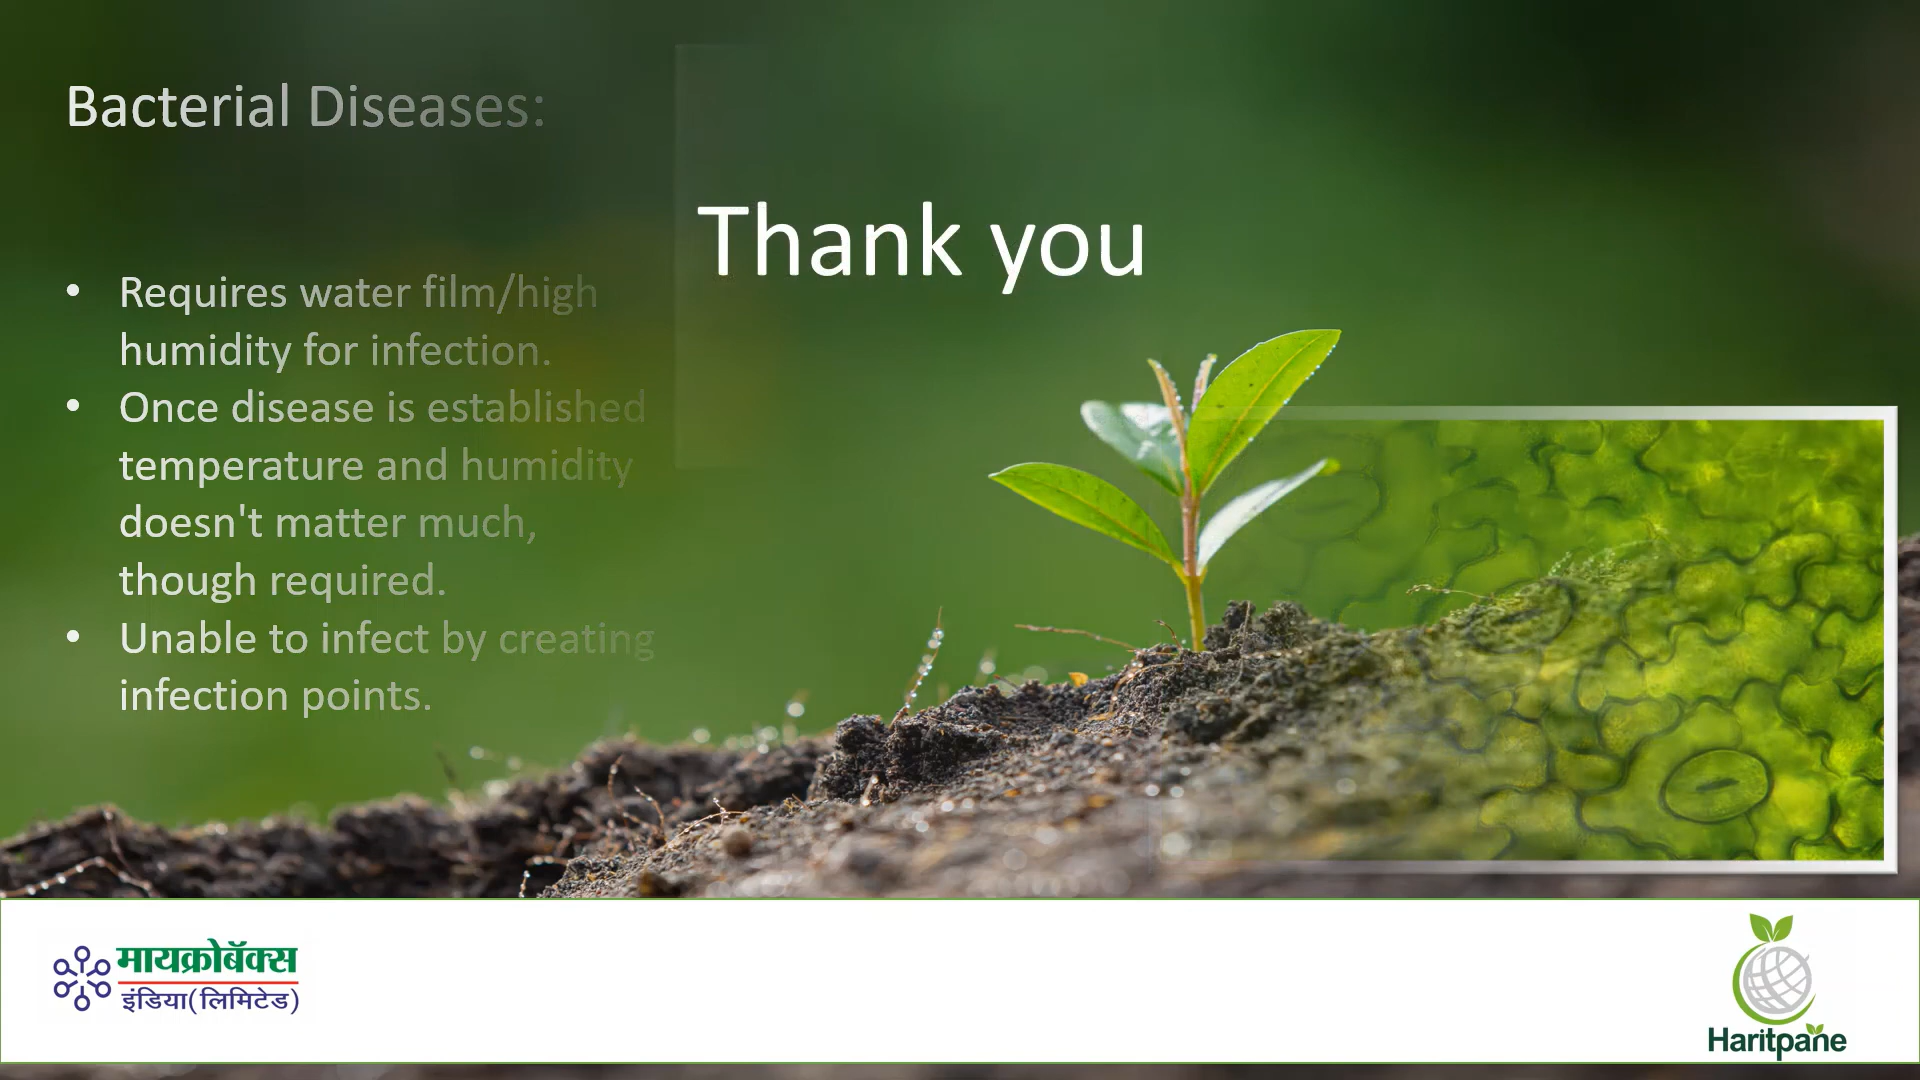 Bacterial Diseases:
Thank you
• Requires water film/high
humidity for infection.
• Once disease is established
temperature and humidity
doesn't matter much,
though required.
• Unable to infect by creating
infection points.
मायक्रोबॅक्स
इंडिया(लिमिटेड)
Haritpane